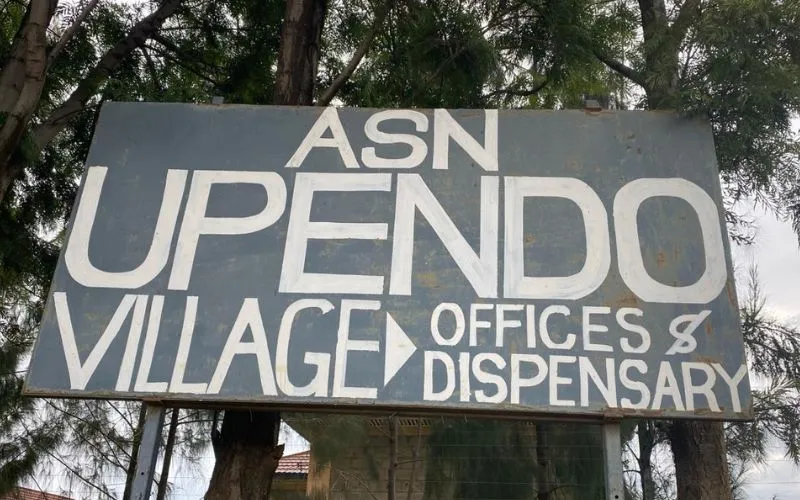 ASN
UPENDO
VILLAGE OFFICES &
DISPENSARY